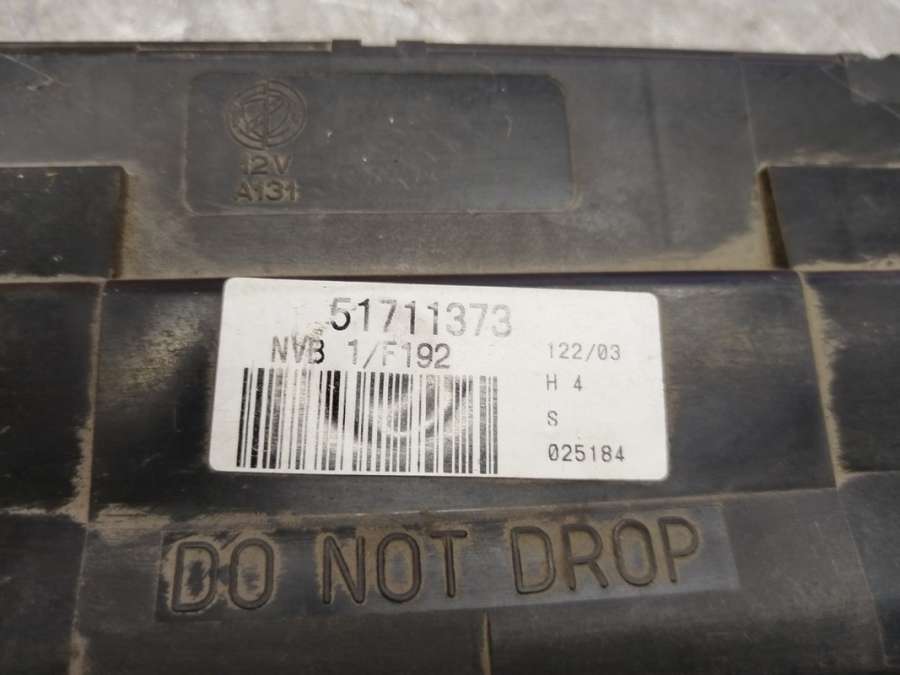 12V
A131
51711373
NVB 1/F192
122/03
H 4
S
025184
DO NOT DROP